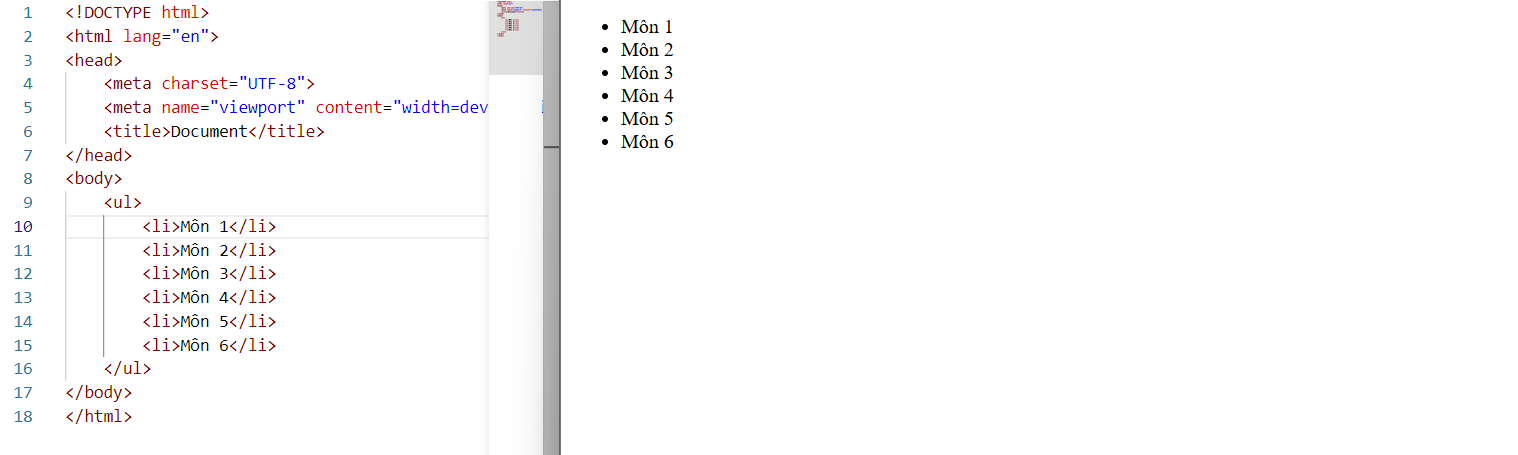 1 <!DOCTYPE html>
2 <html lang="en">
3 <head>
4 <meta charset="UTF-8">
5 <meta name="viewport" content="width=dev
6 <title>Document</title>
7 </head>
8 <body>
9 <ul>
10 <li>Môn 1</li>
11 <li>Môn 2</li>
12 <li>Môn 3</li>
13 <li>Môn 4</li>
14 <li>Môn 5</li>
15 <li>Môn 6</li>
16 </ul>
17 </body>
18 </html>
• Môn 1
• Môn 2
• Môn 3
• Môn 4
• Môn 5
• Môn 6